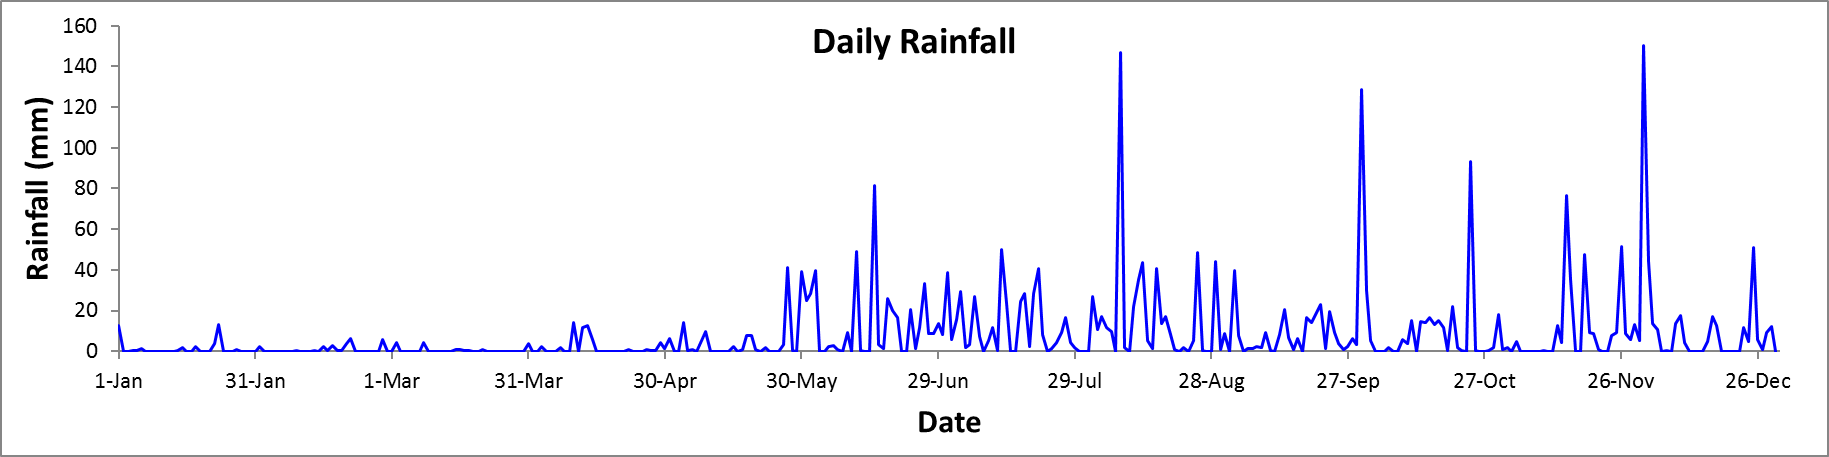 Daily Rainfall
Rainfall (mm)
160
140
120
100
80
60
40
20
0
1-Jan 31-Jan 1-Mar 31-Mar 30-Apr 30-May 29-Jun 29-Jul 28-Aug 27-Sep 27-Oct 26-Nov 26-Dec
Date